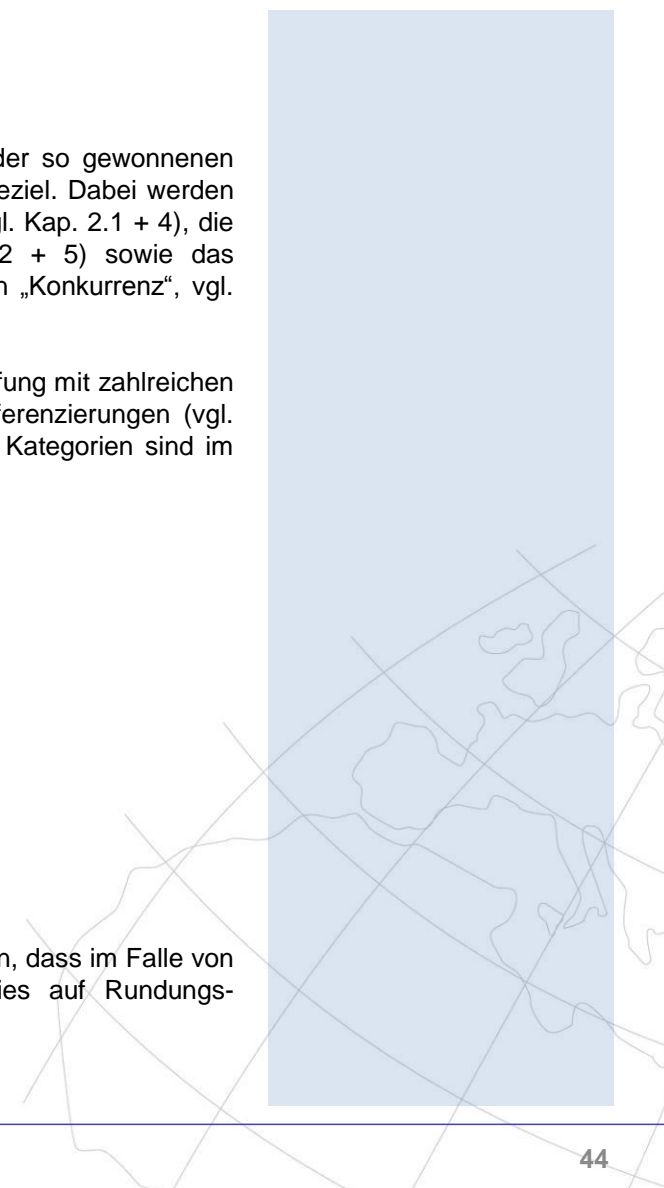 der so gewonnenen
eziel. Dabei werden
gl. Kap. 2.1 + 4), die
2 + 5) sowie das
n „Konkurrenz“, vgl.
fung mit zahlreichen
ferenzierungen (vgl.
Kategorien sind im
n, dass im Falle von
ies auf Rundungs-
44